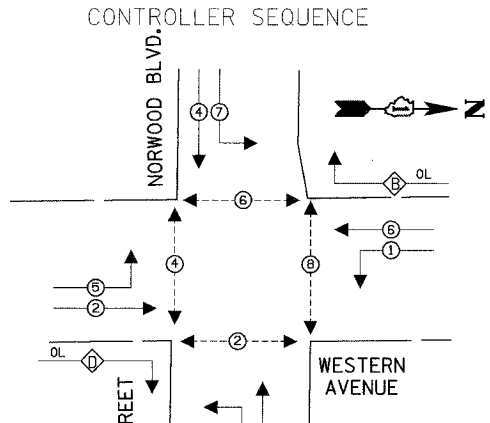 CONTROLLER SEQUENCE
NORWOOD BLVD.
4
7
N
B
OL
6
6
1
4
8
5
2
2
OL
D
WESTERN
AVENUE
REET